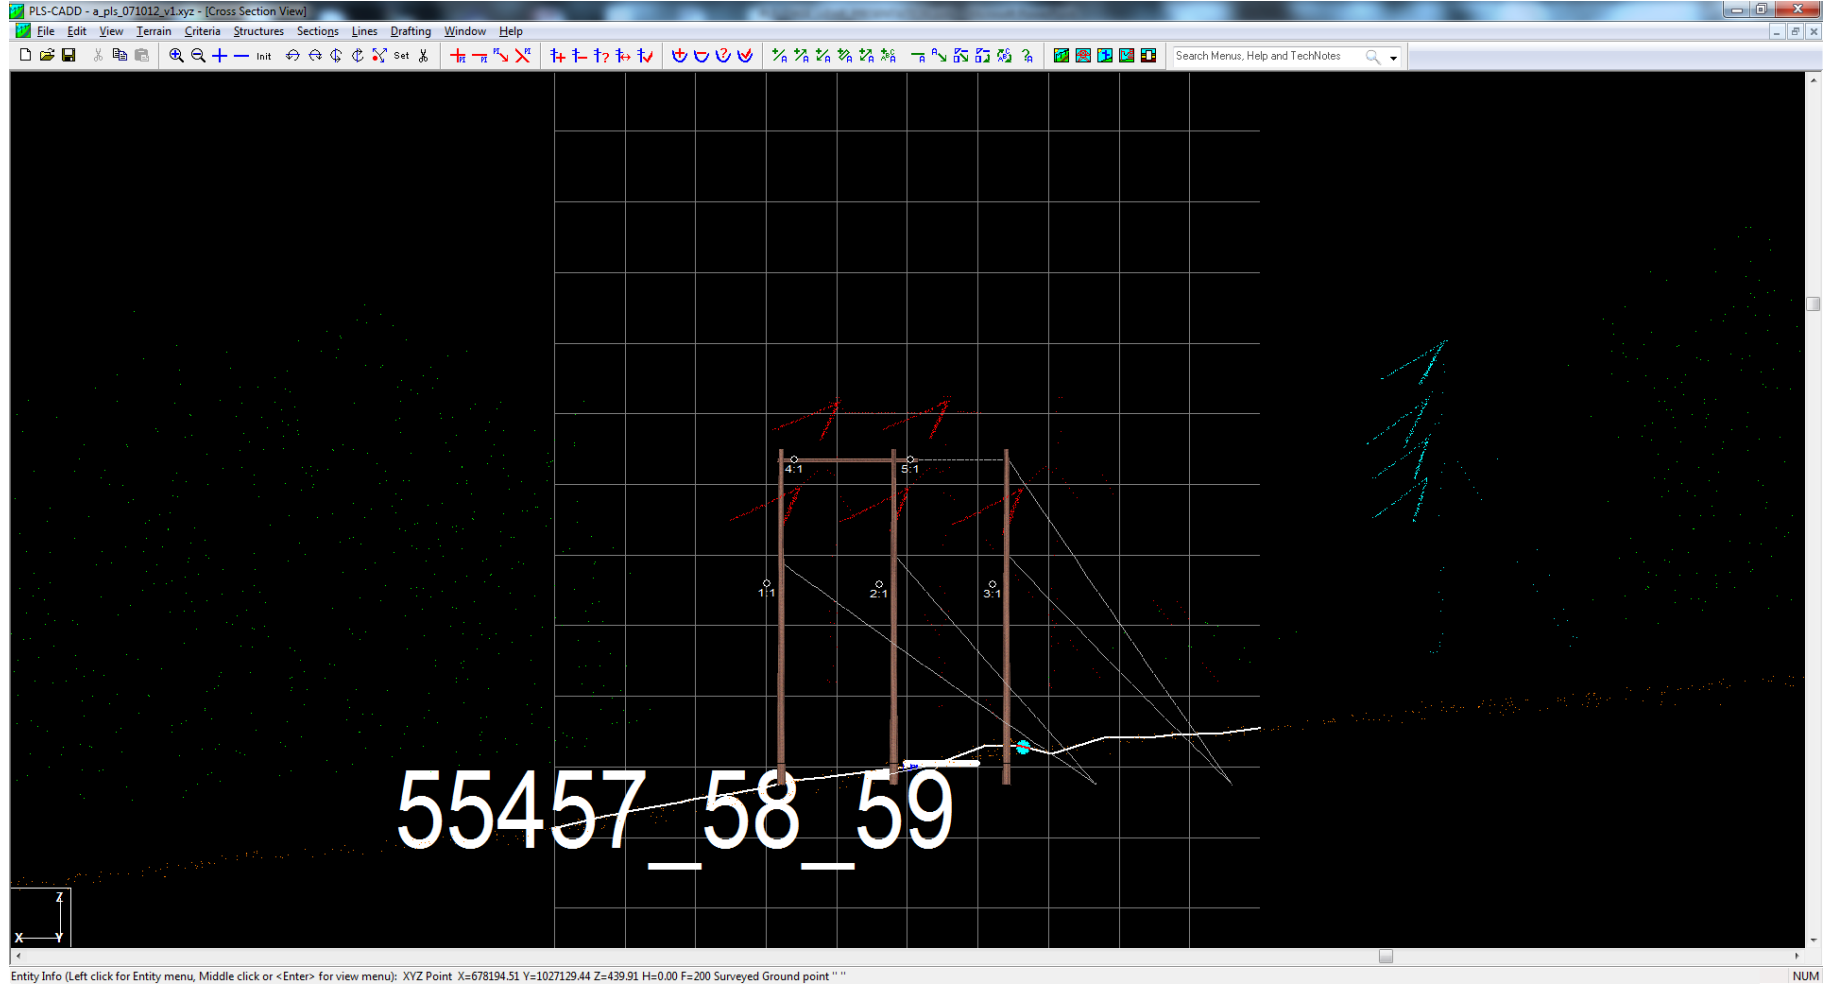 PLS-CADD - a_pls_071012_v1.xyz - [Cross Section View]
File Edit View Terrain Criteria Structures Sections Lines Drafting Window Help
Init Set Search Menus, Help and TechNotes
4:1 5:1
1:1 2:1 3:1
55457_58_59
Z
X Y
Entity Info (Left click for Entity menu, Middle click or <Enter> for view menu): XYZ Point X=678194.51 Y=1027129.44 Z=439.91 H=0.00 F=200 Surveyed Ground point " " NUM